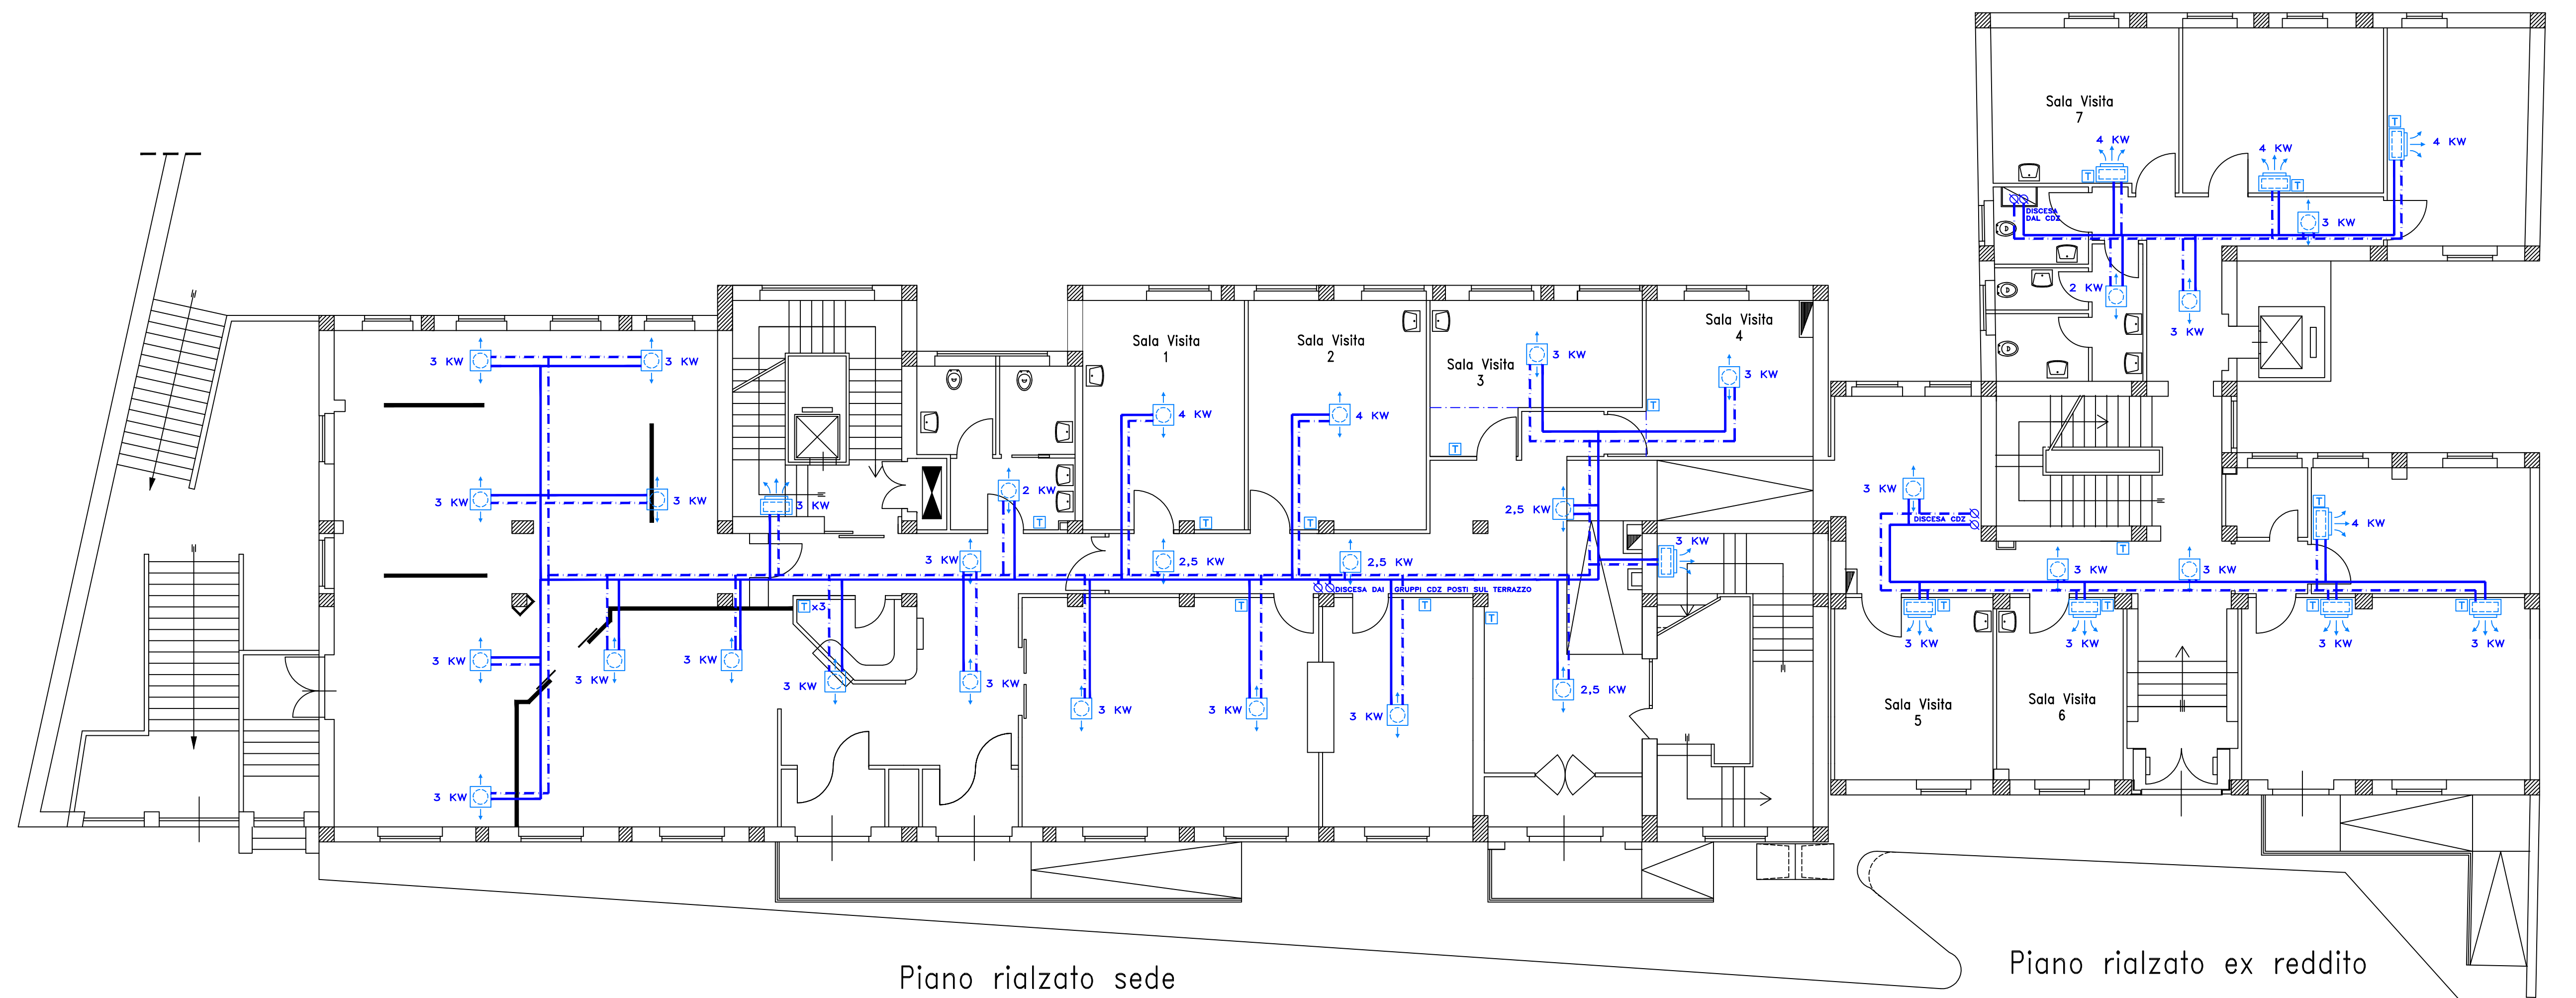 Sala Visita
7
4 KW
T
4 KW
T
T
4 KW
DISCESA
DAL CDZ
3 KW
2 KW
3 KW
Sala Visita
1
Sala Visita
2
Sala Visita
3
Sala Visita
4
3 KW
3 KW
3 KW
3 KW
4 KW
4 KW
T
T
3 KW
3 KW
3 KW
2 KW
T
T
T
2,5 KW
3 KW
DISCESA CDZ
T
4 KW
T
3 KW
2,5 KW
2,5 KW
3 KW
3 KW
3 KW
DISCESA DAI GRUPPI CDZ POSTI SUL TERRAZZO
T x3
T
T
T
T
T
T
T
3 KW
3 KW
3 KW
3 KW
3 KW
3 KW
3 KW
3 KW
3 KW
2,5 KW
3 KW
3 KW
3 KW
Sala Visita
5
Sala Visita
6
3 KW
Piano rialzato sede
Piano rialzato ex reddito